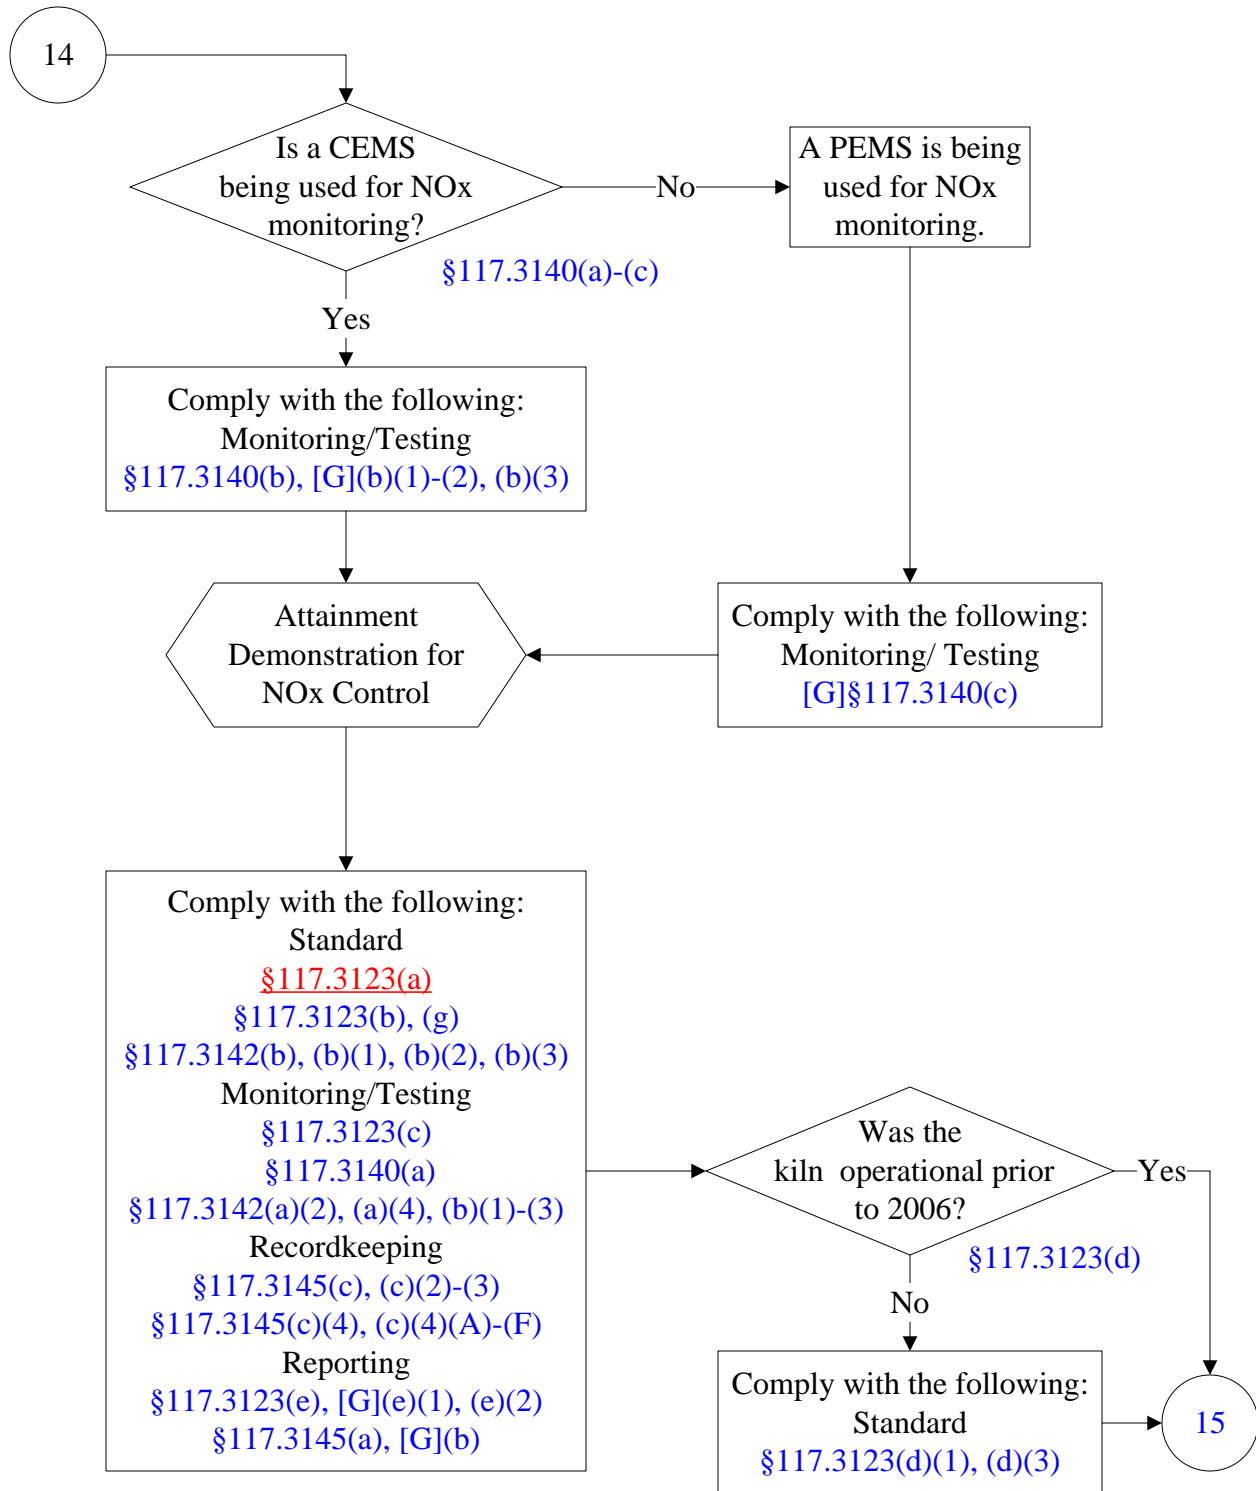 14
Is a CEMS
being used for NOx
monitoring?
No
A PEMS is being
used for NOx
monitoring.
§117.3140(a)-(c)
Yes
Comply with the following:
Monitoring/Testing
§117.3140(b), [G](b)(1)-(2), (b)(3)
Attainment
Demonstration for
NOx Control
Comply with the following:
Monitoring/ Testing
[G]§117.3140(c)
Comply with the following:
Standard
§117.3123(a)
§117.3123(b), (g)
§117.3142(b), (b)(1), (b)(2), (b)(3)
Monitoring/Testing
§117.3123(c)
§117.3140(a)
§117.3142(a)(2), (a)(4), (b)(1)-(3)
Recordkeeping
§117.3145(c), (c)(2)-(3)
§117.3145(c)(4), (c)(4)(A)-(F)
Reporting
§117.3123(e), [G](e)(1), (e)(2)
§117.3145(a), [G](b)
Was the
kiln operational prior
to 2006?
Yes
§117.3123(d)
No
Comply with the following:
Standard
§117.3123(d)(1), (d)(3)
15